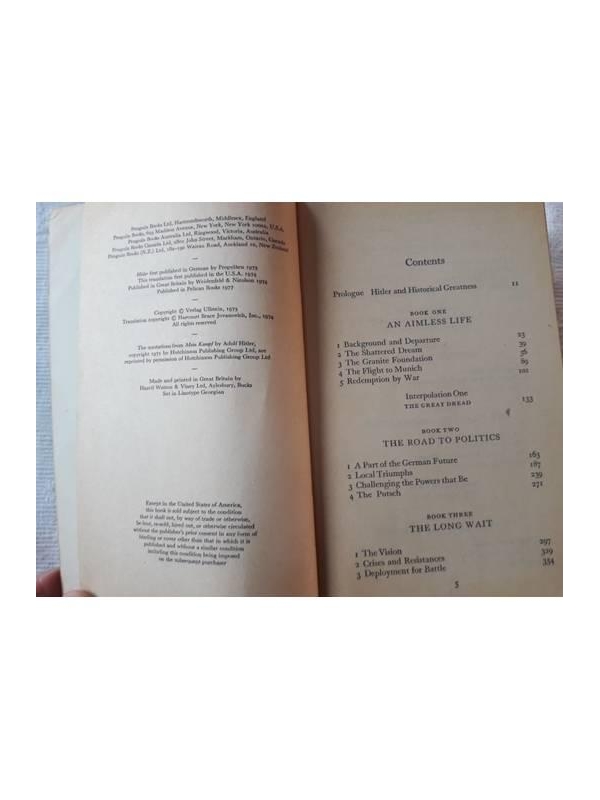 Penguin Books Ltd, Harmondsworth, Middlesex, England
Penguin Books, 625 Madison Avenue, New York, New York 10022, U.S.A.
Penguin Books Australia Ltd, Ringwood, Victoria, Australia
Penguin Books Canada Ltd, 2801 John Street, Markham, Ontario, Canada
Penguin Books (N.Z.) Ltd, 182–190 Wairau Road, Auckland 10, New Zealand
—
Hitler first published in German by Propyläen 1973
This translation first published in the U.S.A. 1974
Published in Great Britain by Weidenfeld & Nicolson 1974
Published in Pelican Books 1977
—
Copyright © Verlag Ullstein, 1973
Translation copyright © Harcourt Brace Jovanovich, Inc., 1974
All rights reserved
—
The quotations from Mein Kampf by Adolf Hitler,
copyright by Hutchinson Publishing Group Ltd, are
reprinted by permission of Hutchinson Publishing Group Ltd
—
Made and printed in Great Britain by
Hazell Watson & Viney Ltd, Aylesbury, Bucks
Set in Linotype Georgian
Except in the United States of America,
this book is sold subject to the condition
that it shall not, by way of trade or otherwise,
be lent, re-sold, hired out, or otherwise circulated
without the publisher's prior consent in any form of
binding or cover other than that in which it is
published and without a similar condition
including this condition being imposed
on the subsequent purchaser
Contents
Prologue Hitler and Historical Greatness 11
BOOK ONE
AN AIMLESS LIFE
1 Background and Departure 23
2 The Shattered Dream 39
3 The Granite Foundation 56
4 The Flight to Munich 89
5 Redemption by War 102
Interpolation One
THE GREAT DREAD 133
BOOK TWO
THE ROAD TO POLITICS
1 A Part of the German Future 163
2 Local Triumphs 187
3 Challenging the Powers that Be 239
4 The Putsch 271
BOOK THREE
THE LONG WAIT
1 The Vision 297
2 Crises and Resistances 329
3 Deployment for Battle 354
5